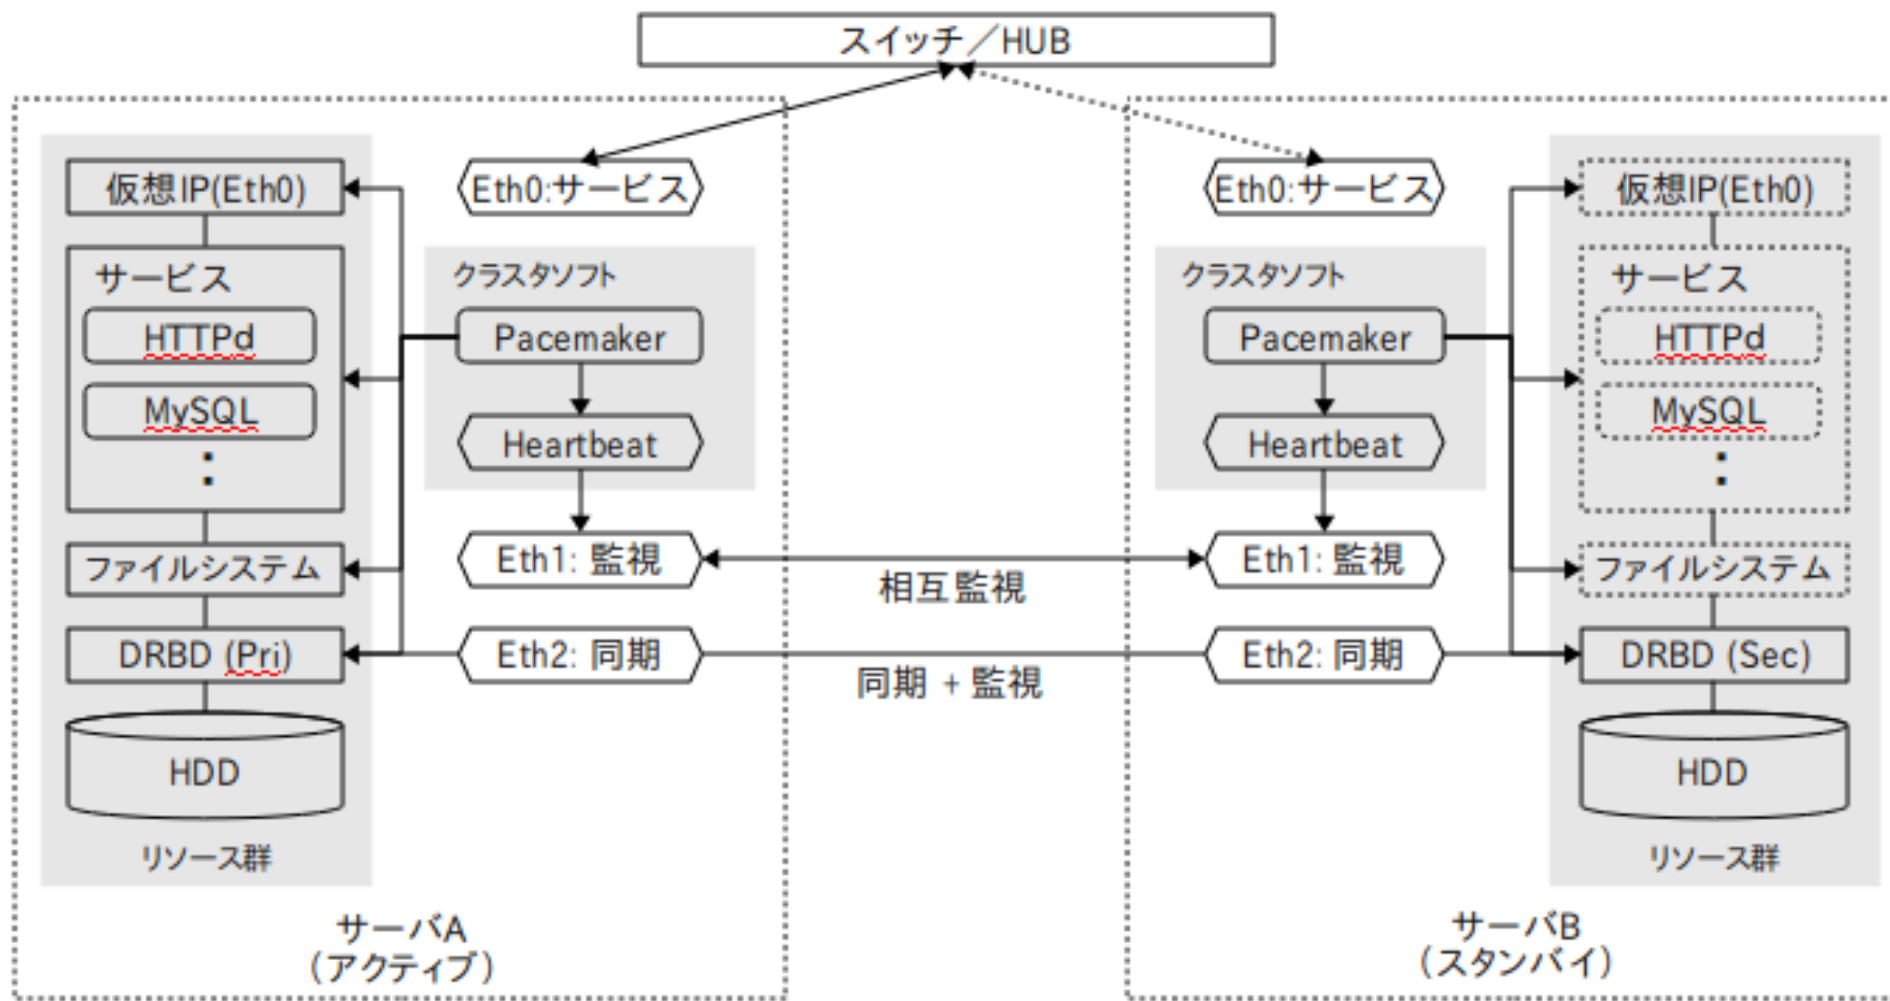 スイッチ／HUB
仮想IP(Eth0)
サービス
HTTPd
MySQL
：
ファイルシステム
DRBD (Pri)
HDD
リソース群
Eth0:サービス
クラスタソフト
Pacemaker
Heartbeat
Eth1: 監視
Eth2: 同期
サーバA
（アクティブ）
相互監視
同期 + 監視
Eth0:サービス
クラスタソフト
Pacemaker
Heartbeat
Eth1: 監視
Eth2: 同期
仮想IP(Eth0)
サービス
HTTPd
MySQL
：
ファイルシステム
DRBD (Sec)
HDD
リソース群
サーバB
（スタンバイ）